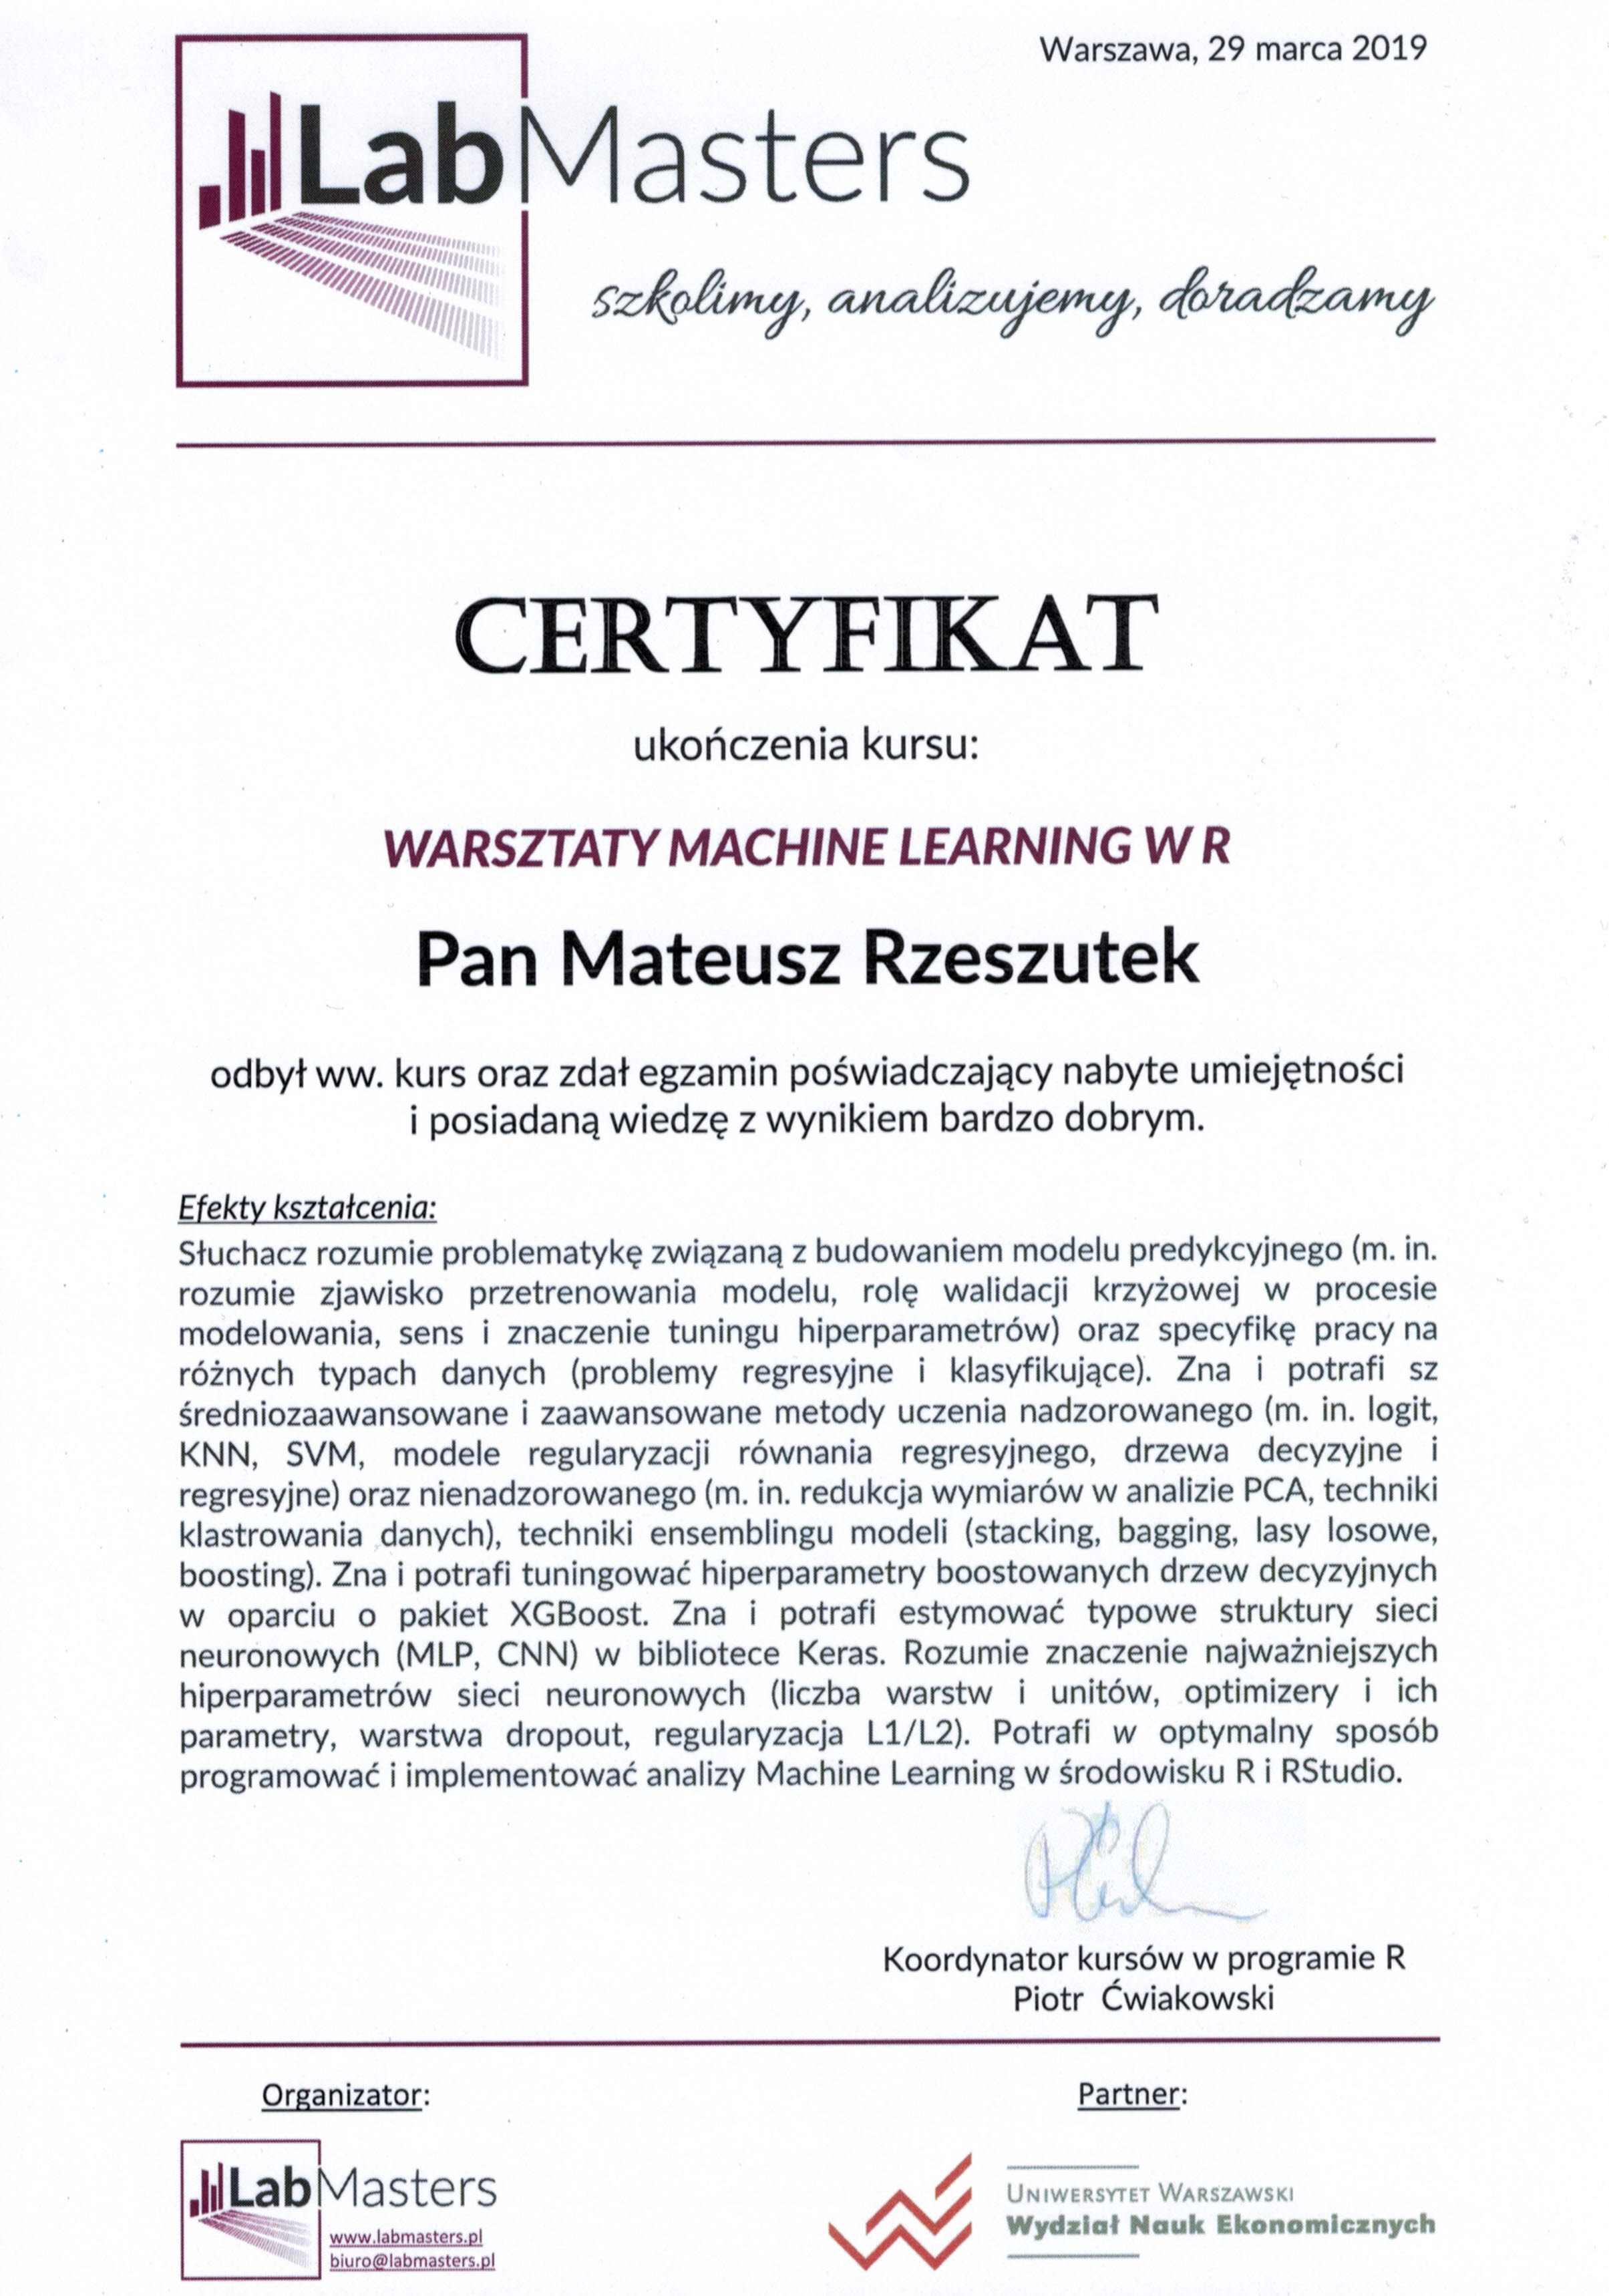 Warszawa, 29 marca 2019
LabMasters
szkolimy, analizujemy, doradzamy
CERTYFIKAT
ukończenia kursu:
WARSZTATY MACHINE LEARNING W R
Pan Mateusz Rzeszutek
odbył ww. kurs oraz zdał egzamin poświadczający nabyte umiejętności
i posiadaną wiedzę z wynikiem bardzo dobrym.
Efekty kształcenia:
Słuchacz rozumie problematykę związaną z budowaniem modelu predykcyjnego (m. in.
rozumie zjawisko przetrenowania modelu, rolę walidacji krzyżowej w procesie
modelowania, sens i znaczenie tuningu hiperparametrów) oraz specyfikę pracy na
różnych typach danych (problemy regresyjne i klasyfikujące). Zna i potrafi sz
średniozaawansowane i zaawansowane metody uczenia nadzorowanego (m. in. logit,
KNN, SVM, modele regularyzacji równania regresyjnego, drzewa decyzyjne i
regresyjne) oraz nienadzorowanego (m. in. redukcja wymiarów w analizie PCA, techniki
klastrowania danych), techniki ensemblingu modeli (stacking, bagging, lasy losowe,
boosting). Zna i potrafi tuningować hiperparametry boostowanych drzew decyzyjnych
w oparciu o pakiet XGBoost. Zna i potrafi estymować typowe struktury sieci
neuronowych (MLP, CNN) w bibliotece Keras. Rozumie znaczenie najważniejszych
hiperparametrów sieci neuronowych (liczba warstw i unitów, optimizery i ich
parametry, warstwa dropout, regularyzacja L1/L2). Potrafi w optymalny sposób
programować i implementować analizy Machine Learning w środowisku R i RStudio.
Koordynator kursów w programie R
Piotr Ćwiakowski
Organizator:
Partner:
LabMasters
www.labmasters.pl
biuro@labmasters.pl
UNIWERSYTET WARSZAWSKI
Wydział Nauk Ekonomicznych